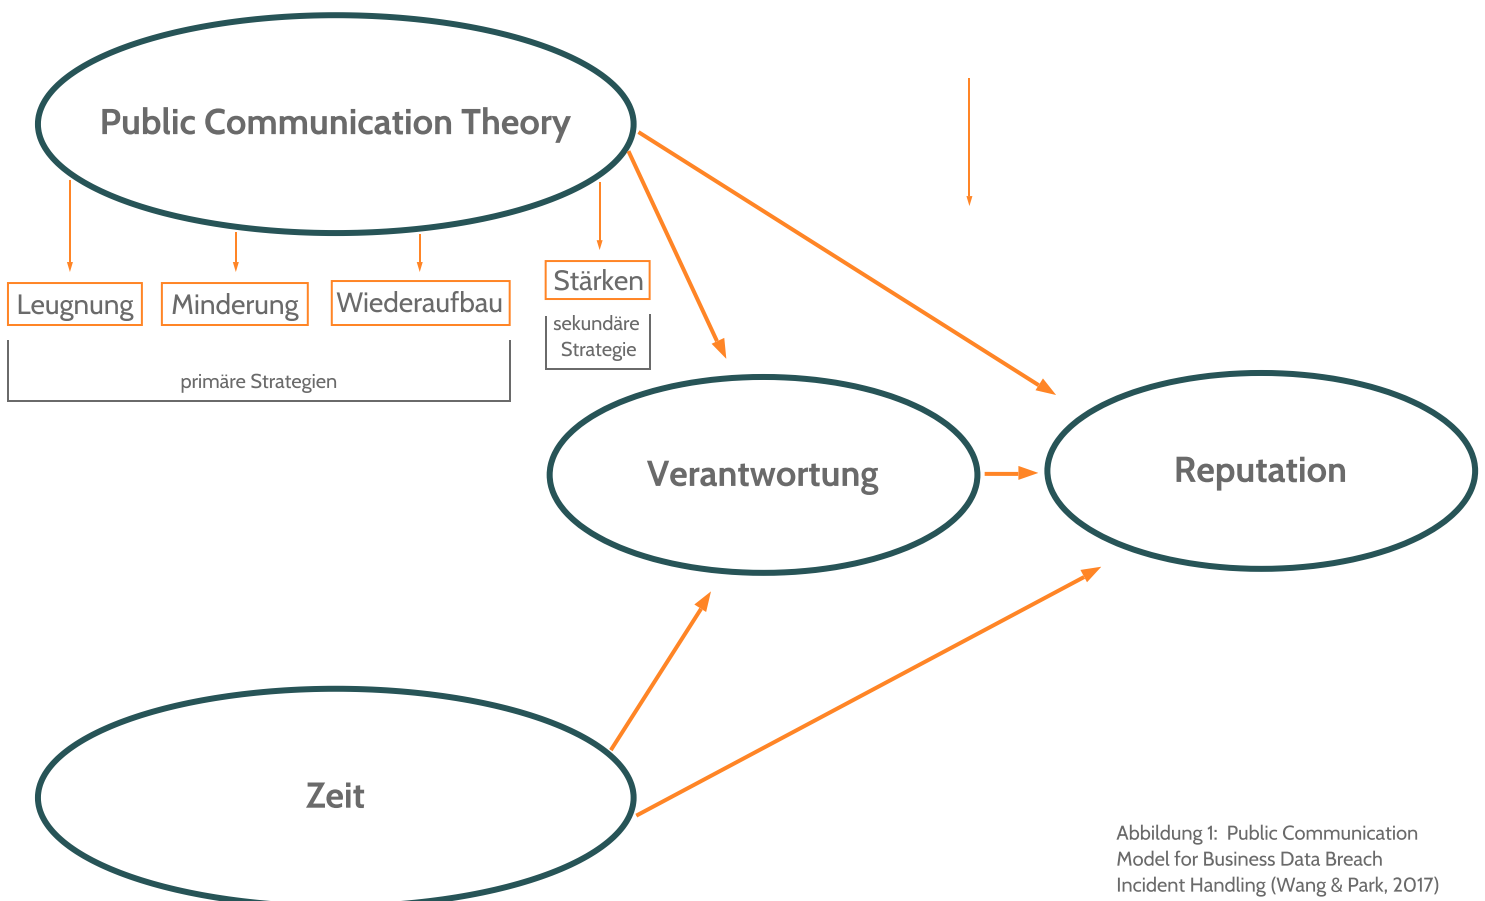 Public Communication Theory
Leugnung
Minderung
Wiederaufbau
Stärken
sekundäre
Strategie
primäre Strategien
Verantwortung
Reputation
Zeit
Abbildung 1:  Public Communication
Model for Business Data Breach
Incident Handling (Wang & Park, 2017)